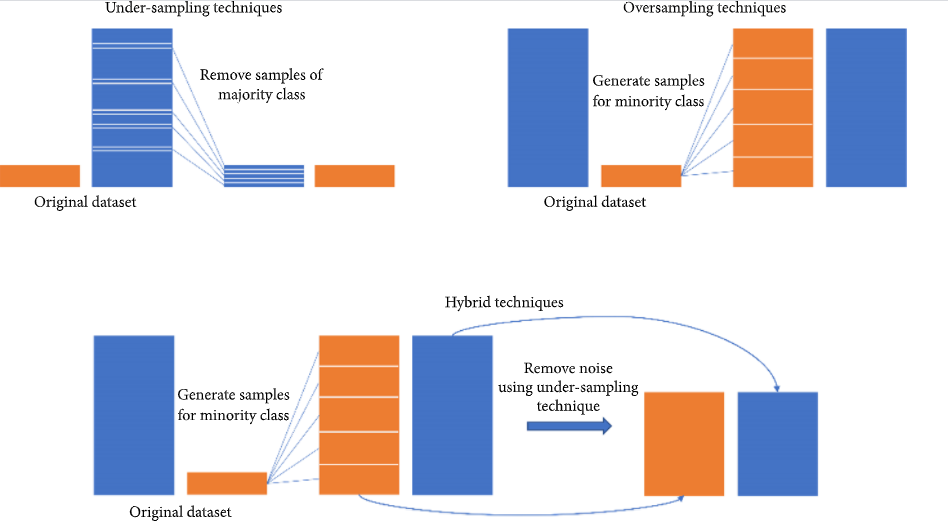 Under-sampling techniques
Remove samples of
majority class
Original dataset
Oversampling techniques
Generate samples
for minority class
Original dataset
Hybrid techniques
Generate samples
for minority class
Remove noise
using under-sampling
technique
Original dataset